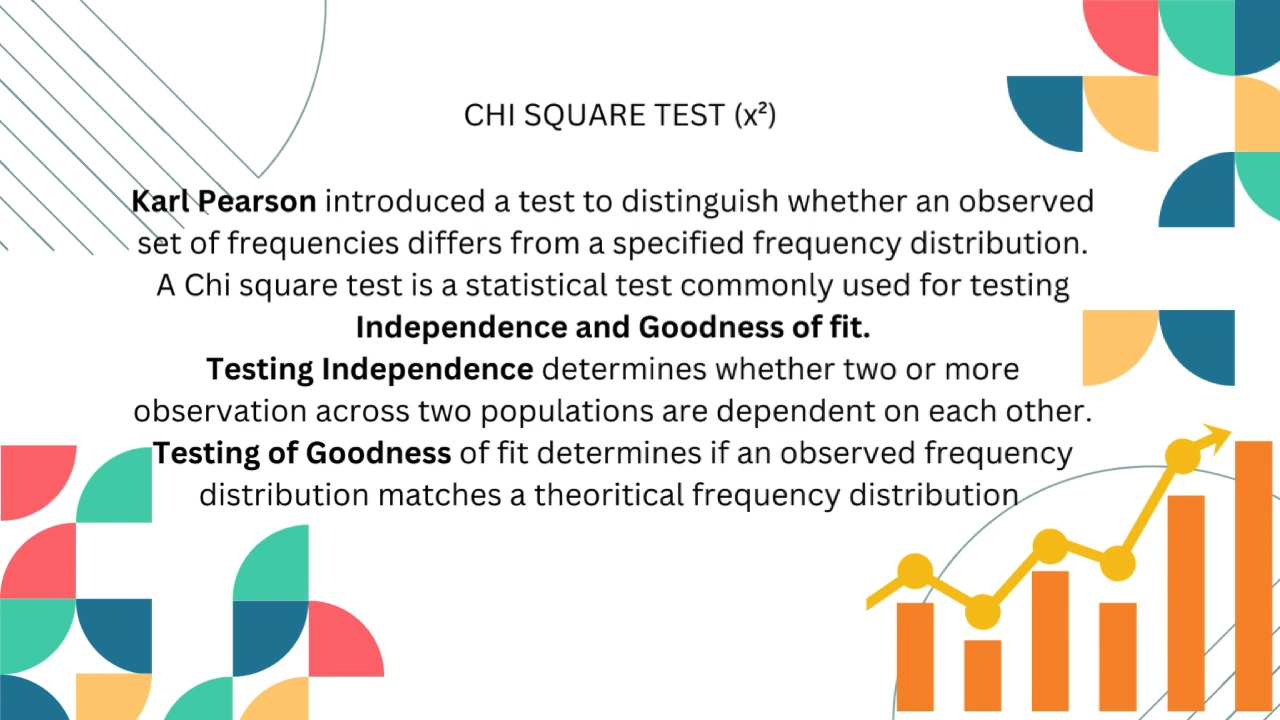 CHI SQUARE TEST (x²)
Karl Pearson introduced a test to distinguish whether an observed
set of frequencies differs from a specified frequency distribution.
A Chi square test is a statistical test commonly used for testing
Independence and Goodness of fit.
Testing Independence determines whether two or more
observation across two populations are dependent on each other.
Testing of Goodness of fit determines if an observed frequency
distribution matches a theoritical frequency distribution